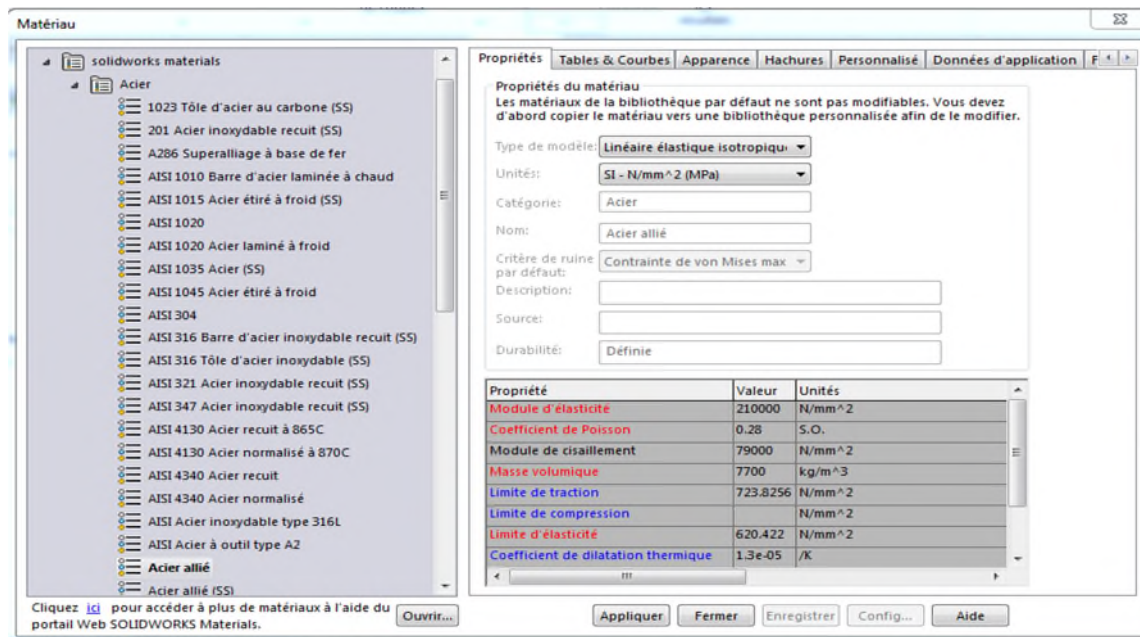 Matériau
solidworks materials
Acier
1023 Tôle d'acier au carbone (SS)
201 Acier inoxydable recuit (SS)
A286 Superalliage à base de fer
AISI 1010 Barre d'acier laminée à chaud
AISI 1015 Acier étiré à froid (SS)
AISI 1020
AISI 1020 Acier laminé à froid
AISI 1035 Acier (SS)
AISI 1045 Acier étiré à froid
AISI 304
AISI 316 Barre d'acier inoxydable recuit (SS)
AISI 316 Tôle d'acier inoxydable (SS)
AISI 321 Acier inoxydable recuit (SS)
AISI 347 Acier inoxydable recuit (SS)
AISI 4130 Acier recuit à 865C
AISI 4130 Acier normalisé à 870C
AISI 4340 Acier recuit
AISI 4340 Acier normalisé
AISI Acier inoxydable type 316L
AISI Acier à outil type A2
Acier allié
Acier allié (SS)
Cliquez ici pour accéder à plus de matériaux à l'aide du
portail Web SOLIDWORKS Materials.
Ouvrir...
Propriétés Tables & Courbes Apparence Hachures Personnalisé Données d'application F
Propriétés du matériau
Les matériaux de la bibliothèque par défaut ne sont pas modifiables. Vous devez
d'abord copier le matériau vers une bibliothèque personnalisée afin de le modifier.
Type de modèle: Linéaire élastique isotropiqu
Unités: SI - N/mm^2 (MPa)
Catégorie: Acier
Nom: Acier allié
Critère de ruine
par défaut: Contrainte de von Mises max
Description:
Source:
Durabilité: Définie
Propriété Valeur Unités
Module d'élasticité 210000 N/mm^2
Coefficient de Poisson 0.28 S.O.
Module de cisaillement 79000 N/mm^2
Masse volumique 7700 kg/m^3
Limite de traction 723.8256 N/mm^2
Limite de compression N/mm^2
Limite d'élasticité 620.422 N/mm^2
Coefficient de dilatation thermique 1.3e-05 /K
Appliquer Fermer Enregistrer Config... Aide